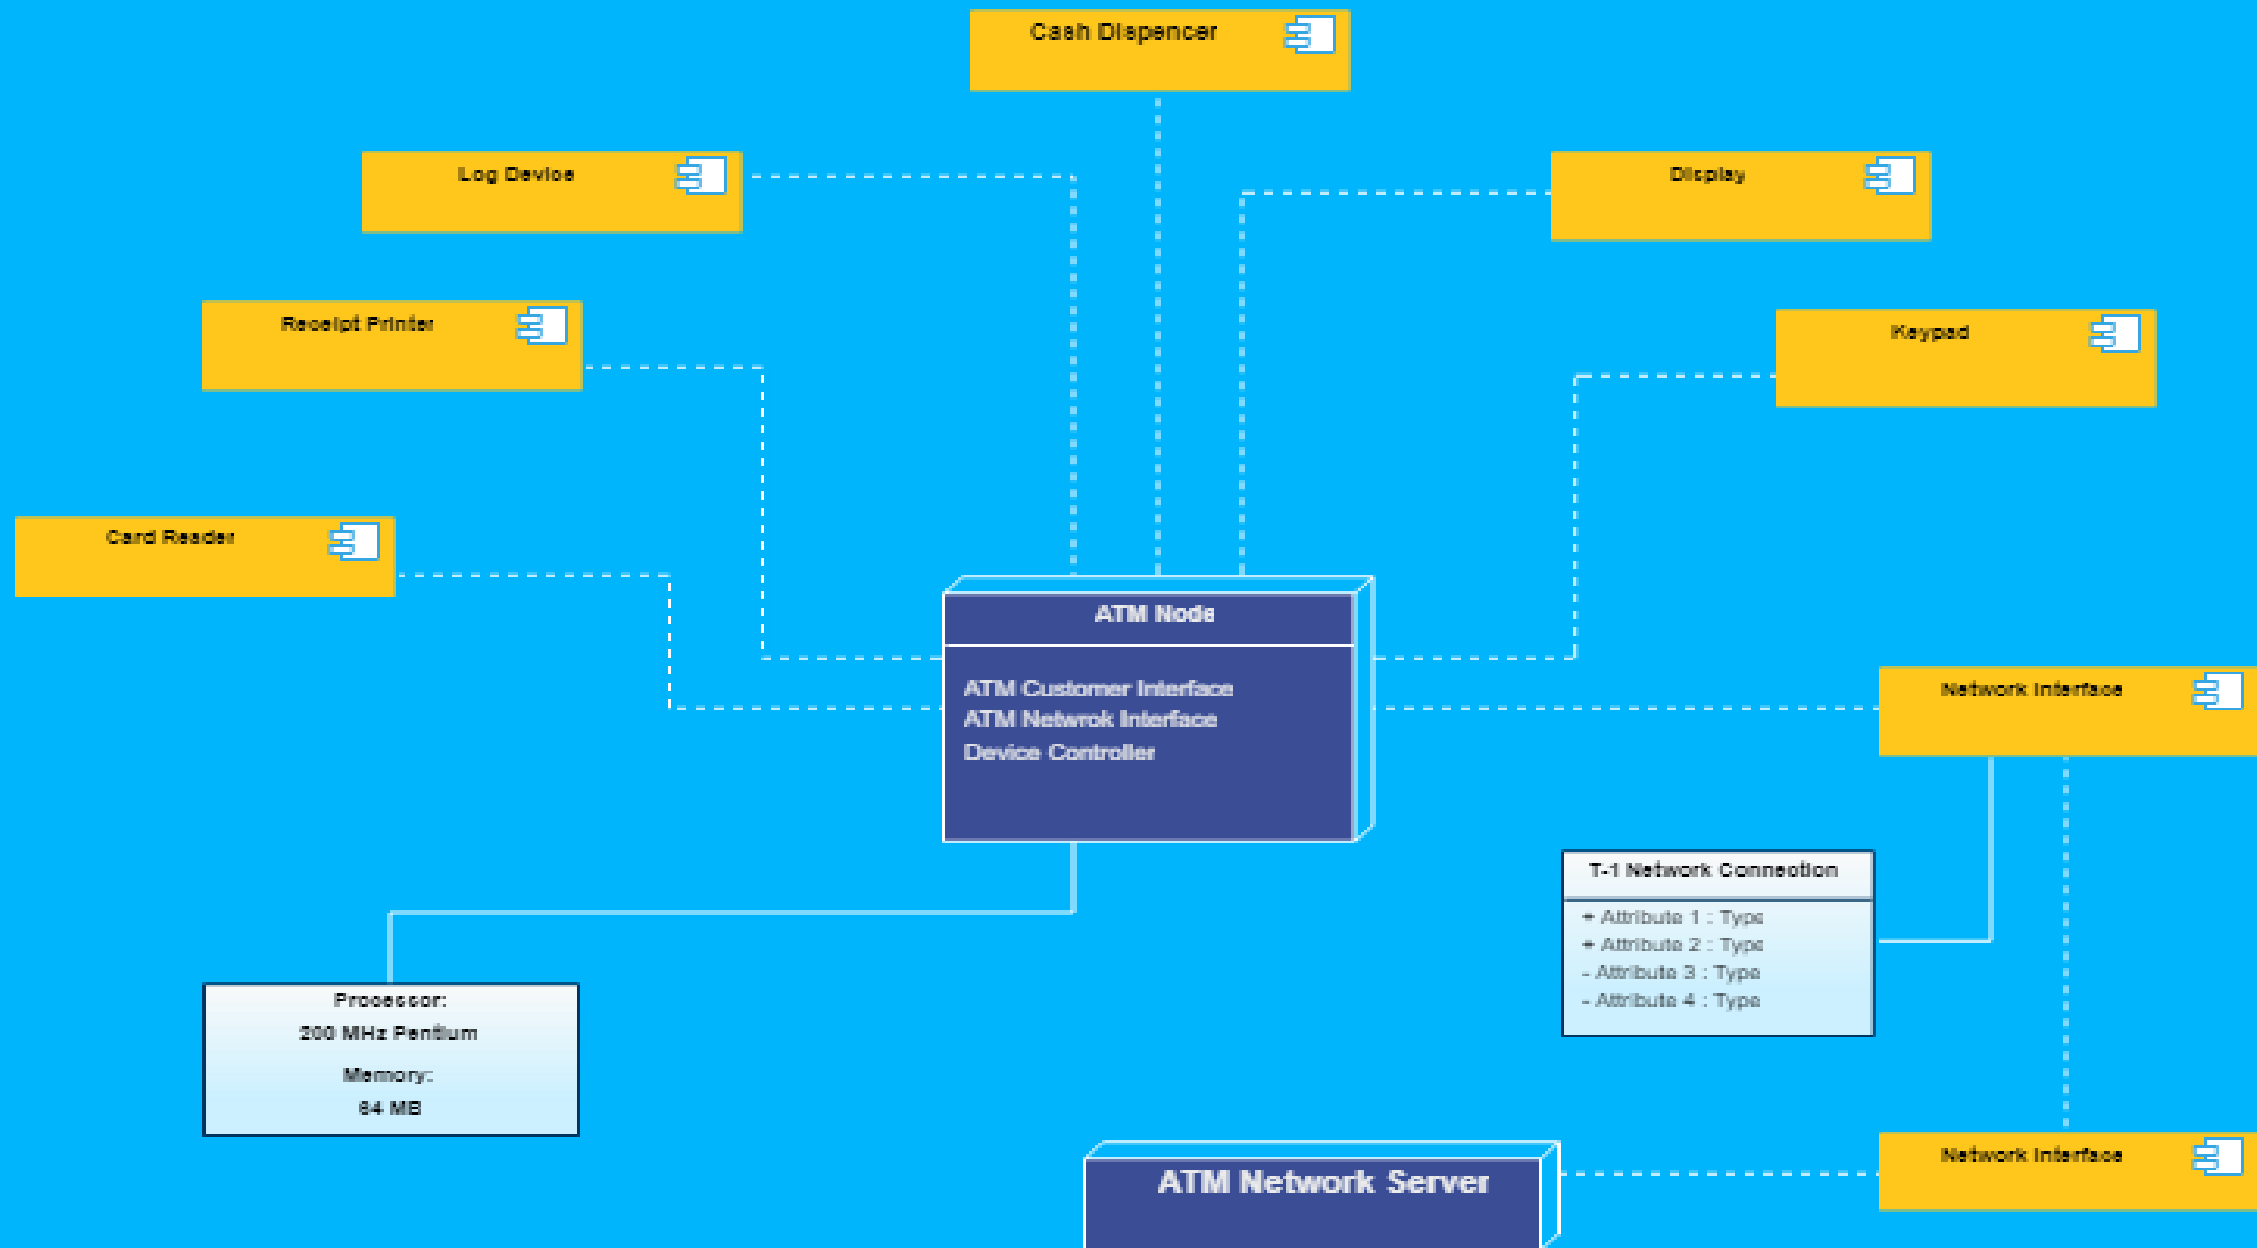 Cash Dispencer
Log Device
Display
Receipt Printer
Keypad
Card Reader
ATM Node
ATM Customer Interface
ATM Netwrok Interface
Device Controller
Network Interface
T-1 Network Connection
+ Attribute 1 : Type
+ Attribute 2 : Type
- Attribute 3 : Type
- Attribute 4 : Type
Processor:
200 MHz Pentium
Memory:
64 MB
Network Interface
ATM Network Server